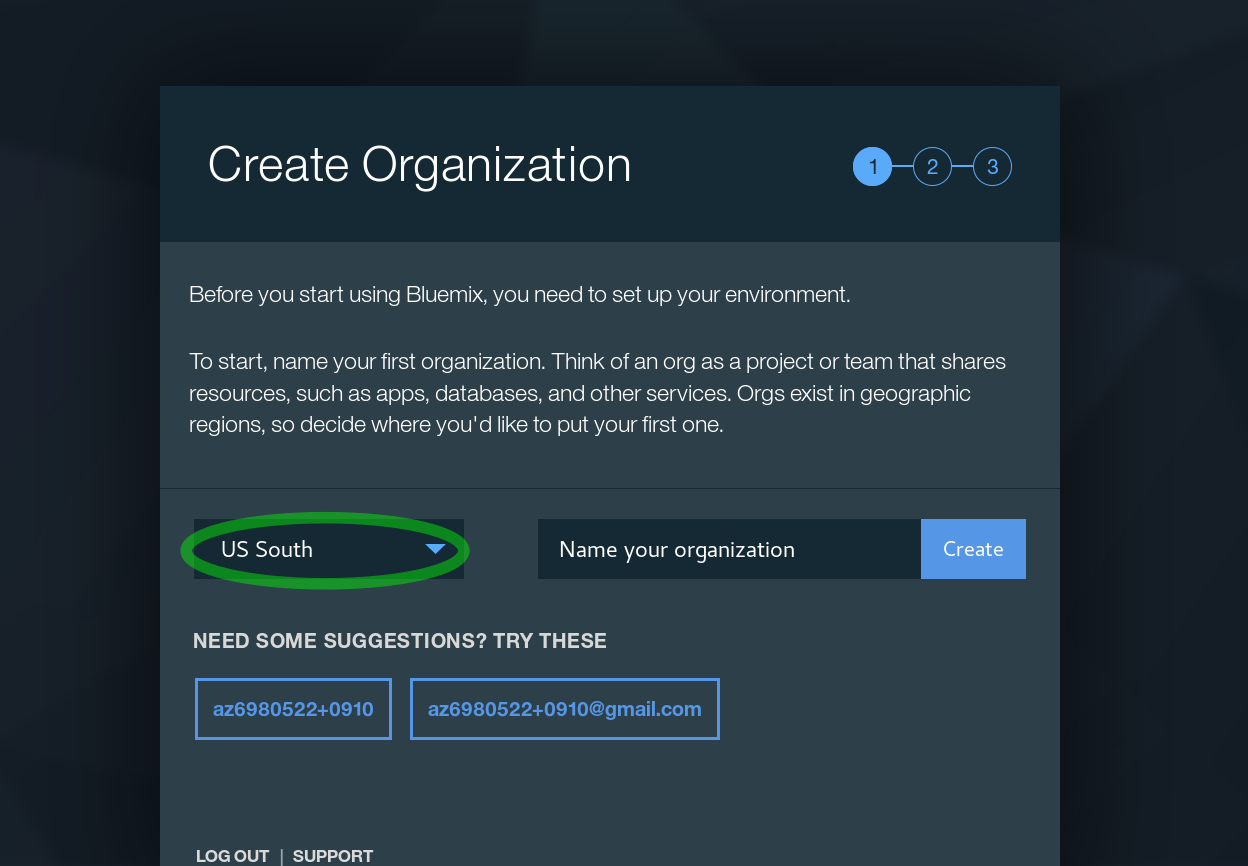 Create Organization
1 2 3
Before you start using Bluemix, you need to set up your environment.
To start, name your first organization. Think of an org as a project or team that shares
resources, such as apps, databases, and other services. Orgs exist in geographic
regions, so decide where you'd like to put your first one.
US South
Name your organization
Create
NEED SOME SUGGESTIONS? TRY THESE
az6980522+0910
az6980522+0910@gmail.com
LOG OUT | SUPPORT